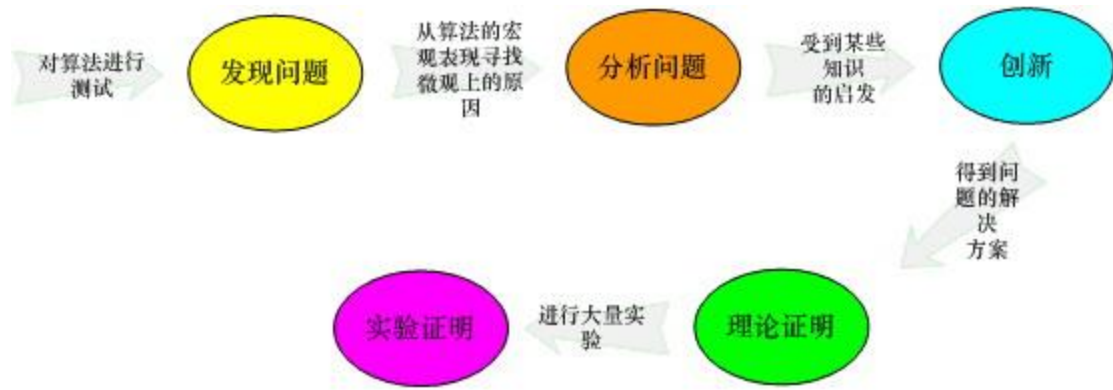 对算法进行
测试
发现问题
从算法的宏
观表现寻找
微观上的原
因
分析问题
受到某些
知识
的启发
创新
得到问
题的解
决
方案
理论证明
进行大量实
验
实验证明